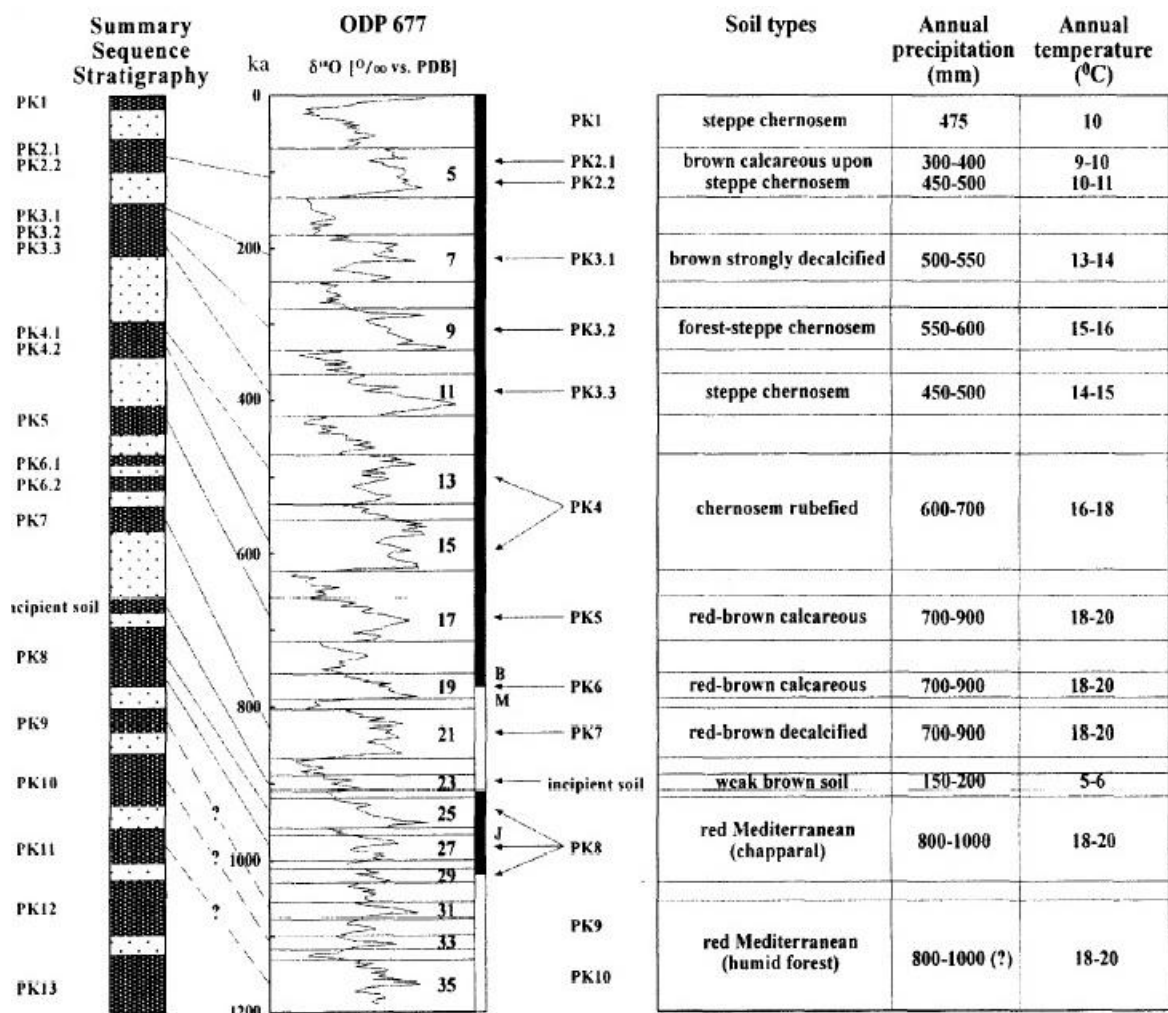 Summary
Sequence
Stratigraphy
PK1
PK2.1
PK2.2
PK3.1
PK3.2
PK3.3
PK4.1
PK4.2
PK5
PK6.1
PK6.2
PK7
incipient soil
PK8
PK9
PK10
PK11
PK12
PK13
ODP 677
ka
δ¹⁸O [⁰/∞ vs. PDB]
0
200
400
600
800
1000
1200
5
7
9
11
13
15
17
19
21
23
25
27
29
31
33
35
?
?
?
B
M
J
PK1
PK2.1
PK2.2
PK3.1
PK3.2
PK3.3
PK4
PK5
PK6
PK7
incipient soil
PK8
PK9
PK10
Soil types
Annual
precipitation
(mm)
Annual
temperature
(⁰C)
steppe chernosem 475 10
brown calcareous upon 300-400 9-10
steppe chernosem 450-500 10-11
brown strongly decalcified 500-550 13-14
forest-steppe chernosem 550-600 15-16
steppe chernosem 450-500 14-15
chernosem rubefied 600-700 16-18
red-brown calcareous 700-900 18-20
red-brown calcareous 700-900 18-20
red-brown decalcified 700-900 18-20
weak brown soil 150-200 5-6
red Mediterranean
(chapparal) 800-1000 18-20
red Mediterranean
(humid forest) 800-1000 (?) 18-20